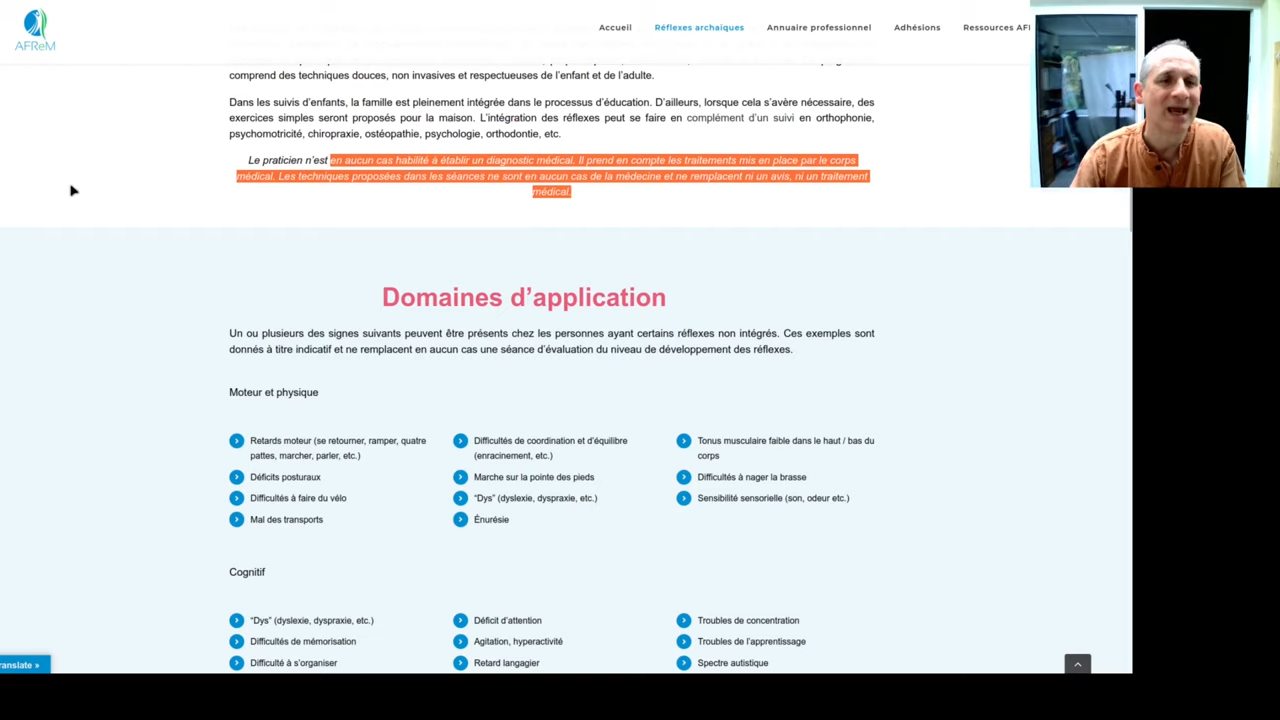 AFReM
Accueil
Réflexes archaïques
Annuaire professionnel
Adhésions
Ressources AFI
comprend des techniques douces, non invasives et respectueuses de l'enfant et de l'adulte.
Dans les suivis d'enfants, la famille est pleinement intégrée dans le processus d'éducation. D'ailleurs, lorsque cela s'avère nécessaire, des
exercices simples seront proposés pour la maison. L'intégration des réflexes peut se faire en complément d'un suivi en orthophonie,
psychomotricité, chiropraxie, ostéopathie, psychologie, orthodontie, etc.
Le praticien n'est en aucun cas habilité à établir un diagnostic médical. Il prend en compte les traitements mis en place par le corps
médical. Les techniques proposées dans les séances ne sont en aucun cas de la médecine et ne remplacent ni un avis, ni un traitement
médical.
Domaines d'application
Un ou plusieurs des signes suivants peuvent être présents chez les personnes ayant certains réflexes non intégrés. Ces exemples sont
donnés à titre indicatif et ne remplacent en aucun cas une séance d'évaluation du niveau de développement des réflexes.
Moteur et physique
Retards moteur (se retourner, ramper, quatre
pattes, marcher, parler, etc.)
Déficits posturaux
Difficultés à faire du vélo
Mal des transports
Difficultés de coordination et d'équilibre
(enracinement, etc.)
Marche sur la pointe des pieds
"Dys" (dyslexie, dyspraxie, etc.)
Énurésie
Tonus musculaire faible dans le haut / bas du
corps
Difficultés à nager la brasse
Sensibilité sensorielle (son, odeur etc.)
Cognitif
"Dys" (dyslexie, dyspraxie, etc.)
Difficultés de mémorisation
Difficulté à s'organiser
Déficit d'attention
Agitation, hyperactivité
Retard langagier
Troubles de concentration
Troubles de l'apprentissage
Spectre autistique
ranslate »